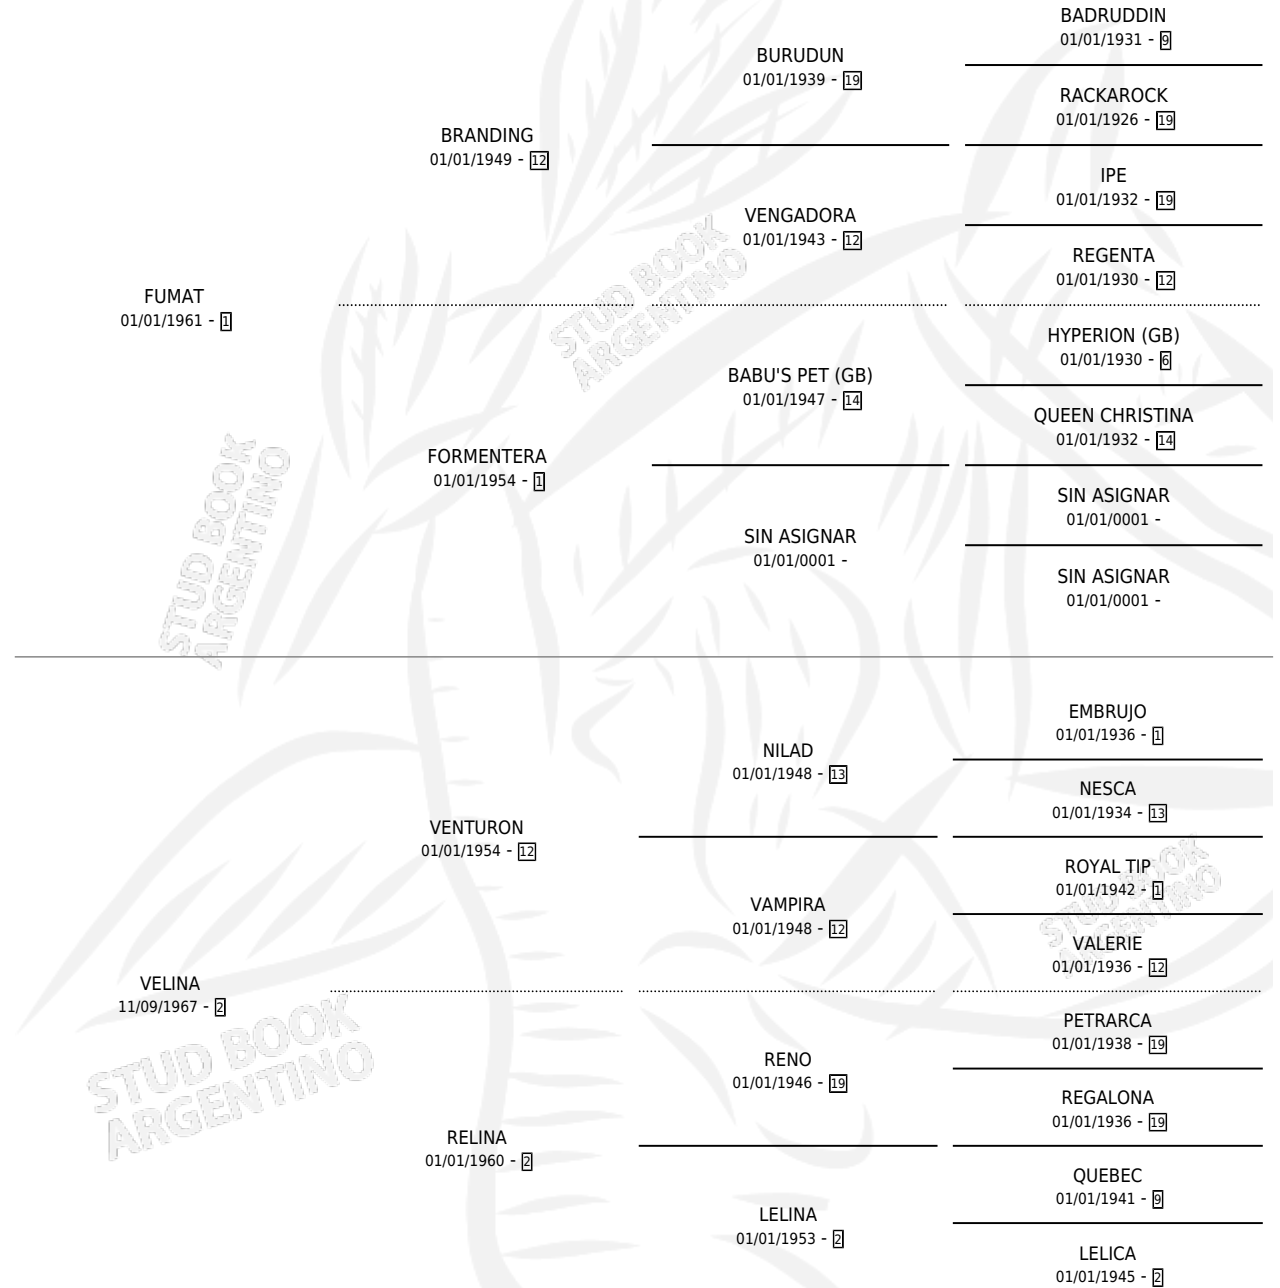 BADRUDDIN
01/01/1931 - 9
BURUDUN
01/01/1939 - 19
RACKAROCK
01/01/1926 - 19
BRANDING
01/01/1949 - 12
IPE
01/01/1932 - 19
VENGADORA
01/01/1943 - 12
REGENTA
01/01/1930 - 12
FUMAT
01/01/1961 - 1
HYPERION (GB)
01/01/1930 - 6
BABU'S PET (GB)
01/01/1947 - 14
QUEEN CHRISTINA
01/01/1932 - 14
FORMENTERA
01/01/1954 - 1
SIN ASIGNAR
01/01/0001 -
SIN ASIGNAR
01/01/0001 -
SIN ASIGNAR
01/01/0001 -
STUD BOOK
ARGENTINO
STUD BOOK
ARGENTINO
EMBRUJO
01/01/1936 - 1
NILAD
01/01/1948 - 13
NESCA
01/01/1934 - 13
VENTURON
01/01/1954 - 12
ROYAL TIP
01/01/1942 - 1
VAMPIRA
01/01/1948 - 12
VALERIE
01/01/1936 - 12
STUD BOOK
ARGENTINO
VELINA
11/09/1967 - 2
PETRARCA
01/01/1938 - 19
RENO
01/01/1946 - 19
REGALONA
01/01/1936 - 19
STUD BOOK
ARGENTINO
RELINA
01/01/1960 - 2
QUEBEC
01/01/1941 - 9
LELINA
01/01/1953 - 2
LELICA
01/01/1945 - 2